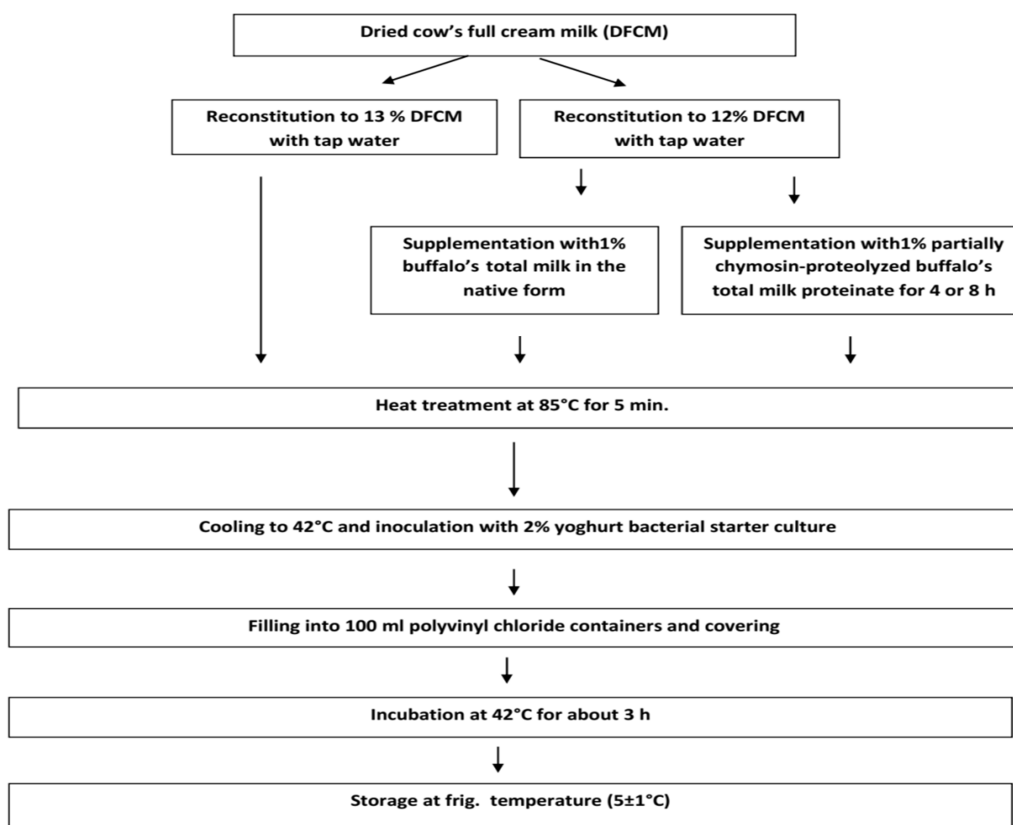 Dried cow's full cream milk (DFCM)
Reconstitution to 13 % DFCM
with tap water
Reconstitution to 12% DFCM
with tap water
Supplementation with1%
buffalo's total milk in the
native form
Supplementation with1% partially
chymosin-proteolyzed buffalo's
total milk proteinate for 4 or 8 h
Heat treatment at 85°C for 5 min.
Cooling to 42°C and inoculation with 2% yoghurt bacterial starter culture
Filling into 100 ml polyvinyl chloride containers and covering
Incubation at 42°C for about 3 h
Storage at frig. temperature (5±1°C)